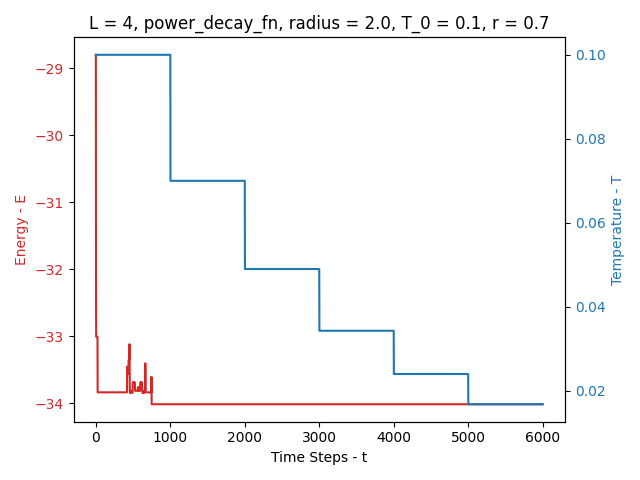 L = 4, power_decay_fn, radius = 2.0, T_0 = 0.1, r = 0.7
−29
−30
−31
−32
−33
−34
Energy - E
0.10
0.08
0.06
0.04
0.02
Temperature - T
0 1000 2000 3000 4000 5000 6000
Time Steps - t